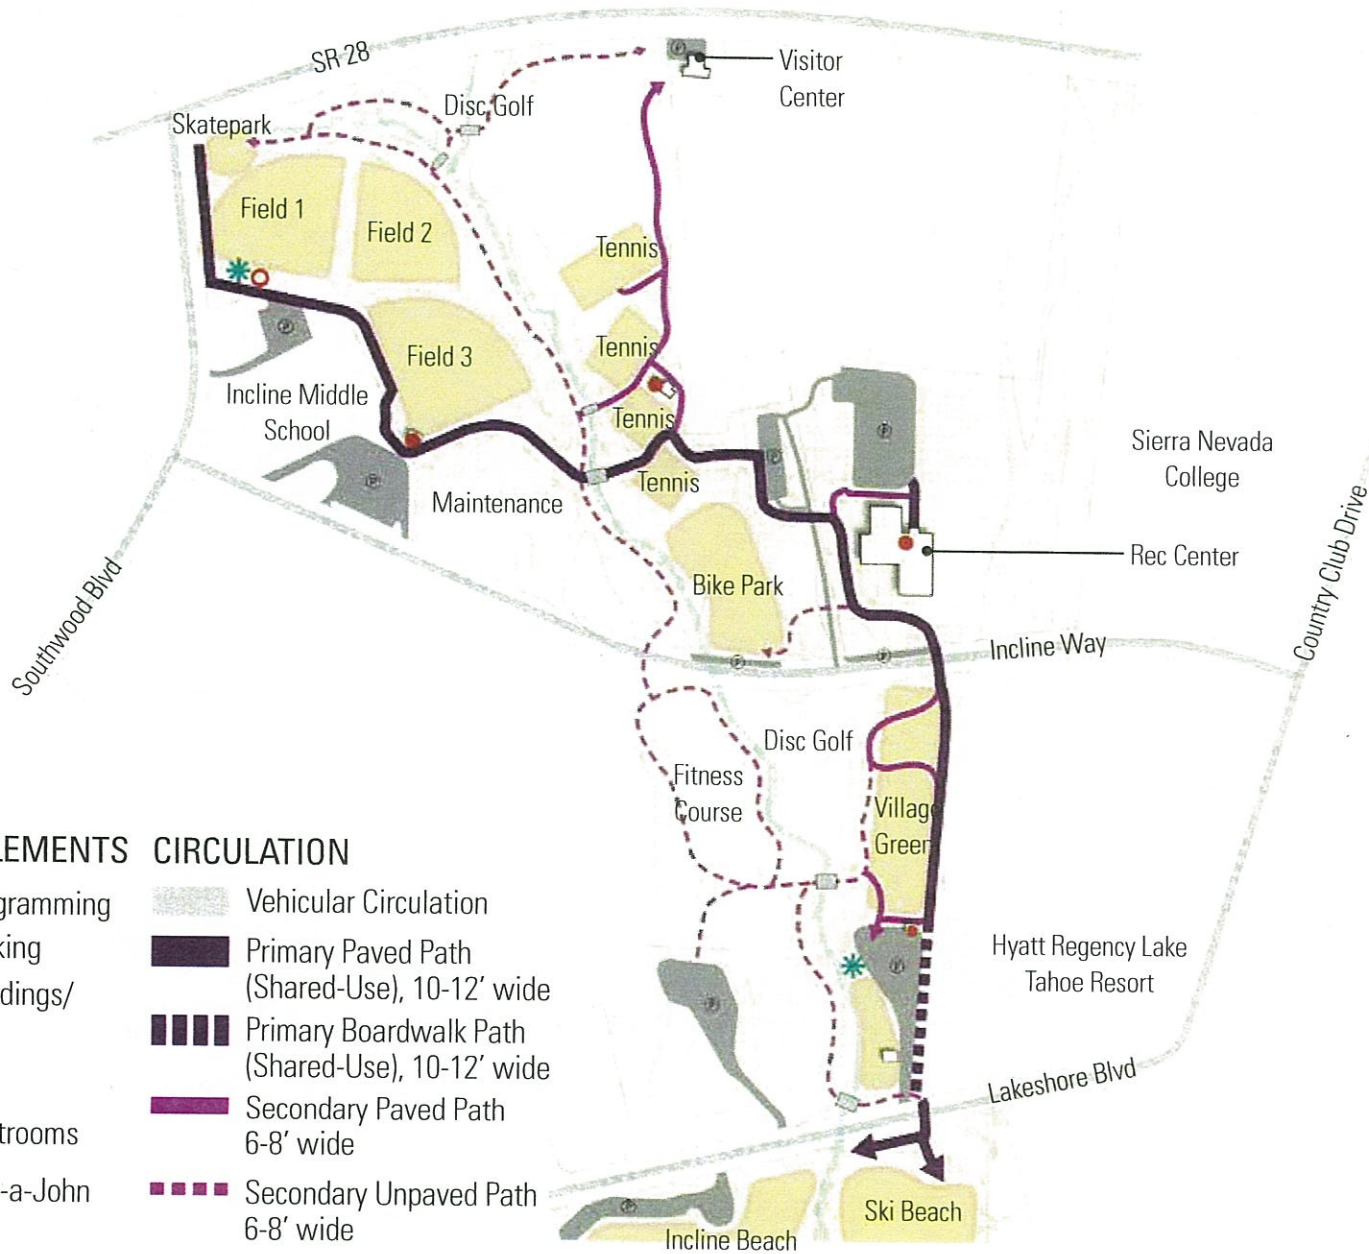 SR 28
Visitor
Center
Disc Golf
Skatepark
Field 1
Field 2
Tennis
Field 3
Tennis
Incline Middle
School
Tennis
Sierra Nevada
College
Tennis
Maintenance
Rec Center
Bike Park
Southwood Blvd
Country Club Drive
Incline Way
Disc Golf
Fitness
Course
Village
Green
Hyatt Regency Lake
Tahoe Resort
Lakeshore Blvd
Ski Beach
Incline Beach
LEMENTS
gramming
king
dings/
trooms
-a-John
CIRCULATION
Vehicular Circulation
Primary Paved Path
(Shared-Use), 10-12' wide
Primary Boardwalk Path
(Shared-Use), 10-12' wide
Secondary Paved Path
6-8' wide
Secondary Unpaved Path
6-8' wide
P
P
P
P
P
P
P
P
P
P